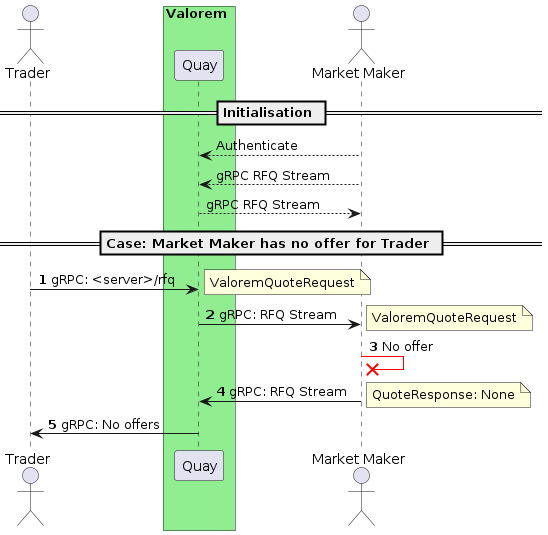 Valorem
Trader
Quay
Market Maker
Initialisation
Authenticate
gRPC RFQ Stream
gRPC RFQ Stream
Case: Market Maker has no offer for Trader
1 gRPC: <server>/rfq
ValoremQuoteRequest
2 gRPC: RFQ Stream
ValoremQuoteRequest
3 No offer
4 gRPC: RFQ Stream
QuoteResponse: None
5 gRPC: No offers
Trader
Quay
Market Maker